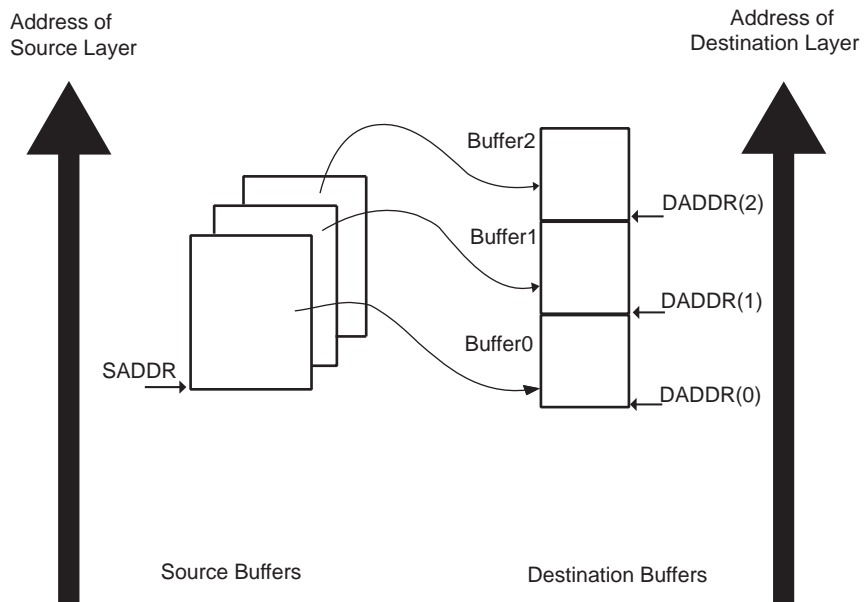 Address of
Source Layer
Address of
Destination Layer
Buffer2
DADDR(2)
Buffer1
DADDR(1)
Buffer0
SADDR
DADDR(0)
Source Buffers
Destination Buffers